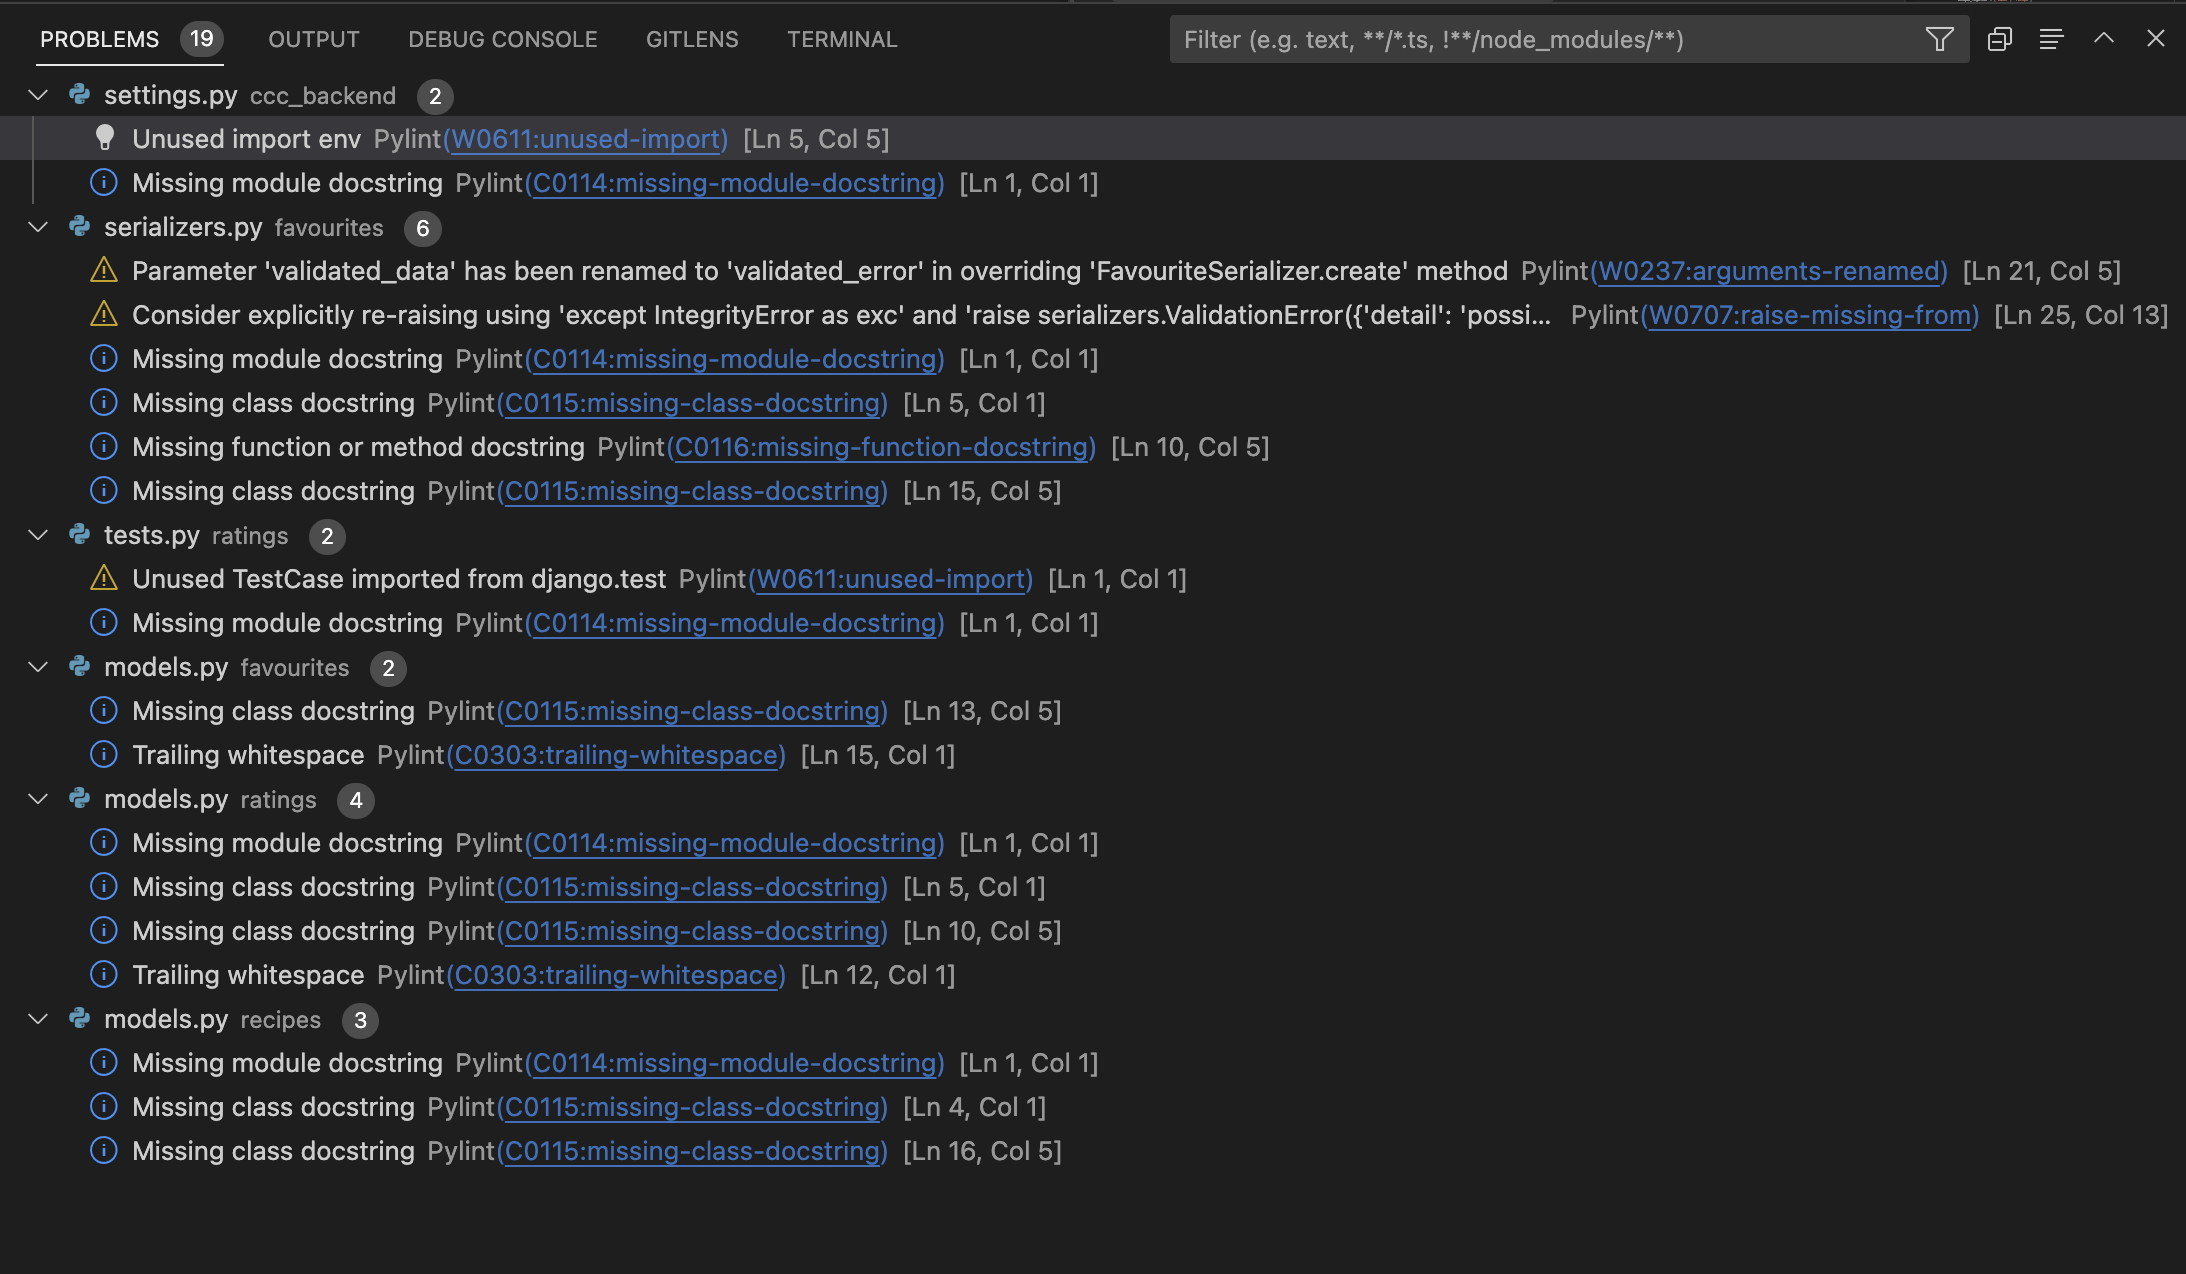 PROBLEMS 19 OUTPUT DEBUG CONSOLE GITLENS TERMINAL Filter (e.g. text, **/*.ts, !**/node_modules/**)
settings.py ccc_backend 2
Unused import env Pylint(W0611:unused-import) [Ln 5, Col 5]
Missing module docstring Pylint(C0114:missing-module-docstring) [Ln 1, Col 1]
serializers.py favourites 6
Parameter 'validated_data' has been renamed to 'validated_error' in overriding 'FavouriteSerializer.create' method Pylint(W0237:arguments-renamed) [Ln 21, Col 5]
Consider explicitly re-raising using 'except IntegrityError as exc' and 'raise serializers.ValidationError({'detail': 'possi... Pylint(W0707:raise-missing-from) [Ln 25, Col 13]
Missing module docstring Pylint(C0114:missing-module-docstring) [Ln 1, Col 1]
Missing class docstring Pylint(C0115:missing-class-docstring) [Ln 5, Col 1]
Missing function or method docstring Pylint(C0116:missing-function-docstring) [Ln 10, Col 5]
Missing class docstring Pylint(C0115:missing-class-docstring) [Ln 15, Col 5]
tests.py ratings 2
Unused TestCase imported from django.test Pylint(W0611:unused-import) [Ln 1, Col 1]
Missing module docstring Pylint(C0114:missing-module-docstring) [Ln 1, Col 1]
models.py favourites 2
Missing class docstring Pylint(C0115:missing-class-docstring) [Ln 13, Col 5]
Trailing whitespace Pylint(C0303:trailing-whitespace) [Ln 15, Col 1]
models.py ratings 4
Missing module docstring Pylint(C0114:missing-module-docstring) [Ln 1, Col 1]
Missing class docstring Pylint(C0115:missing-class-docstring) [Ln 5, Col 1]
Missing class docstring Pylint(C0115:missing-class-docstring) [Ln 10, Col 5]
Trailing whitespace Pylint(C0303:trailing-whitespace) [Ln 12, Col 1]
models.py recipes 3
Missing module docstring Pylint(C0114:missing-module-docstring) [Ln 1, Col 1]
Missing class docstring Pylint(C0115:missing-class-docstring) [Ln 4, Col 1]
Missing class docstring Pylint(C0115:missing-class-docstring) [Ln 16, Col 5]